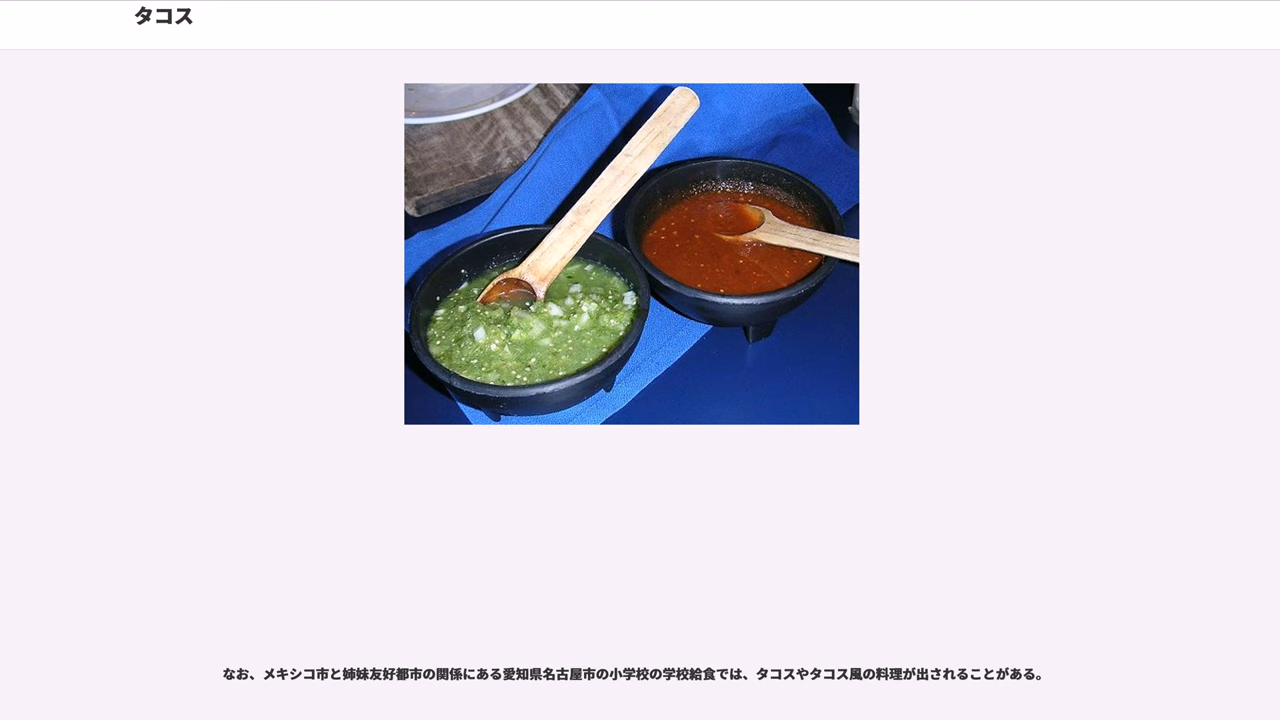 タコス
なお、メキシコ市と姉妹友好都市の関係にある愛知県名古屋市の小学校の学校給食では、タコスやタコス風の料理が出されることがある。